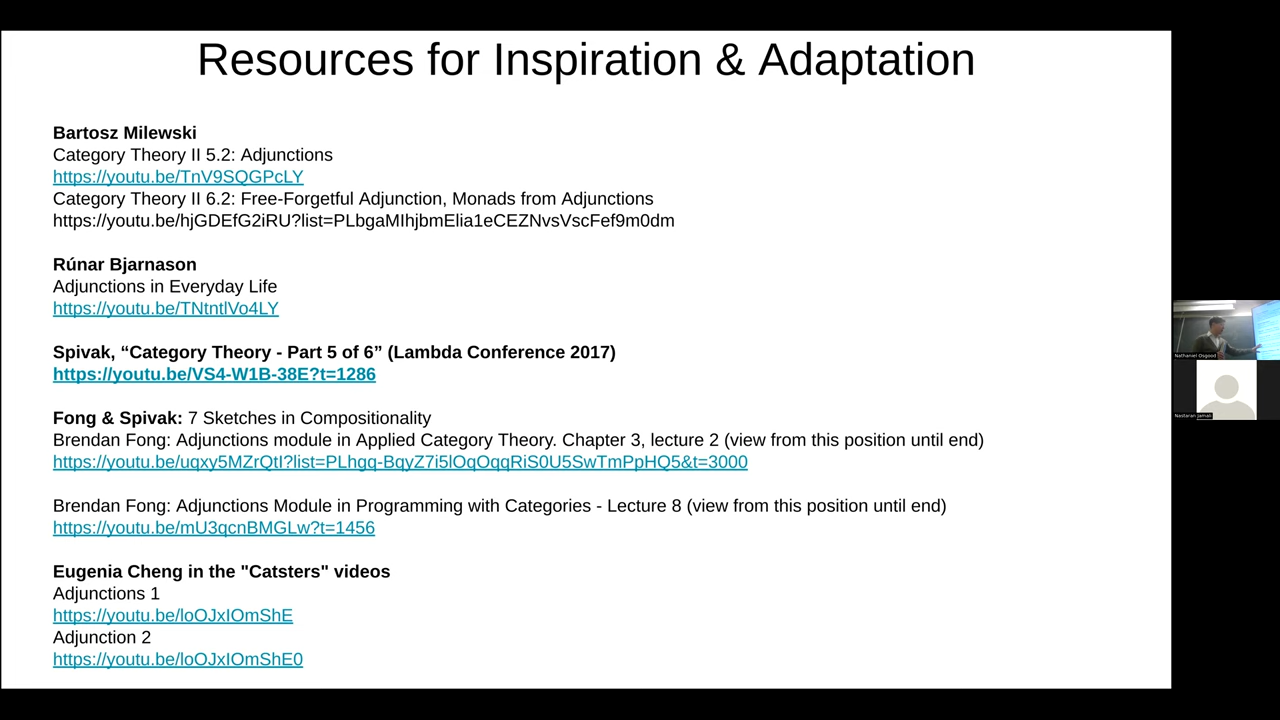 Resources for Inspiration & Adaptation
Bartosz Milewski
Category Theory II 5.2: Adjunctions
https://youtu.be/TnV9SQGPcLY
Category Theory II 6.2: Free-Forgetful Adjunction, Monads from Adjunctions
https://youtu.be/hjGDEfG2iRU?list=PLbgaMIhjbmElia1eCEZNvsVscFef9m0dm
Rúnar Bjarnason
Adjunctions in Everyday Life
https://youtu.be/TNtntlVo4LY
Spivak, “Category Theory - Part 5 of 6” (Lambda Conference 2017)
https://youtu.be/VS4-W1B-38E?t=1286
Fong & Spivak: 7 Sketches in Compositionality
Brendan Fong: Adjunctions module in Applied Category Theory. Chapter 3, lecture 2 (view from this position until end)
https://youtu.be/uqxy5MZrQtI?list=PLhgq-BqyZ7i5lOqOqqRiS0U5SwTmPpHQ5&t=3000
Brendan Fong: Adjunctions Module in Programming with Categories - Lecture 8 (view from this position until end)
https://youtu.be/mU3qcnBMGLw?t=1456
Eugenia Cheng in the "Catsters" videos
Adjunctions 1
https://youtu.be/loOJxIOmShE
Adjunction 2
https://youtu.be/loOJxIOmShE0
Nathaniel Osgood
Nastaran Jamali